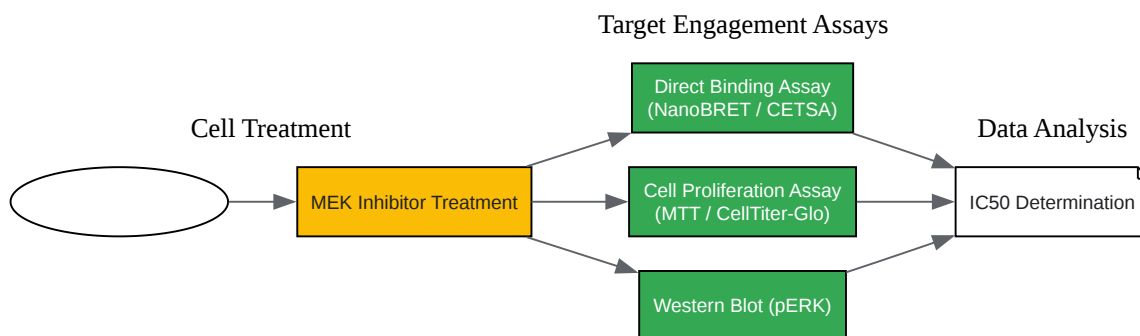 Target Engagement Assays
Direct Binding Assay
(NanoBRET / CETSA)
Cell Treatment
Data Analysis
MEK Inhibitor Treatment
Cell Proliferation Assay
(MTT / CellTiter-Glo)
IC50 Determination
Western Blot (pERK)